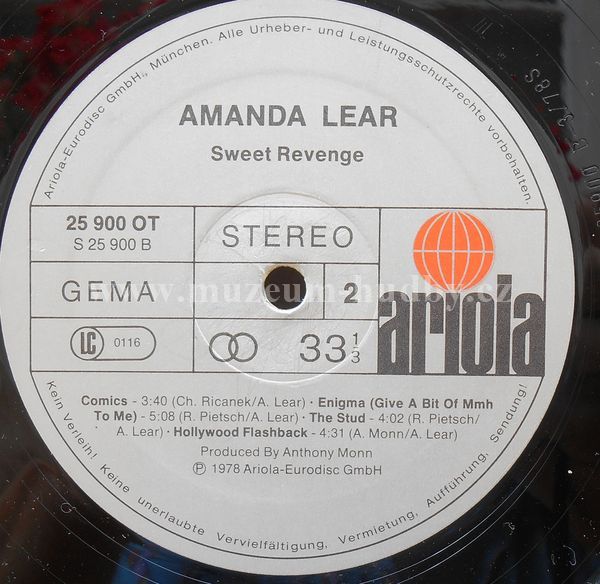 Ariola-Eurodisc GmbH, München. Alle Urheber- und Leistungsschutzrechte vorbehalten.
AMANDA LEAR
Sweet Revenge
25 900 OT
S 25 900 B
STEREO
GEMA
2
ariola
LC 0116
33 1/3
www.muzeum-hudby.cz
Comics - 3:40 (Ch. Ricanek/A. Lear) · Enigma (Give A Bit Of Mmh
To Me) - 5:08 (R. Pietsch/A. Lear) · The Stud - 4:02 (R. Pietsch/
A. Lear) · Hollywood Flashback - 4:31 (A. Monn/A. Lear)
Produced By Anthony Monn
℗ 1978 Ariola-Eurodisc GmbH
Kein Verleih! Keine unerlaubte Vervielfältigung, Vermietung, Aufführung, Sendung!